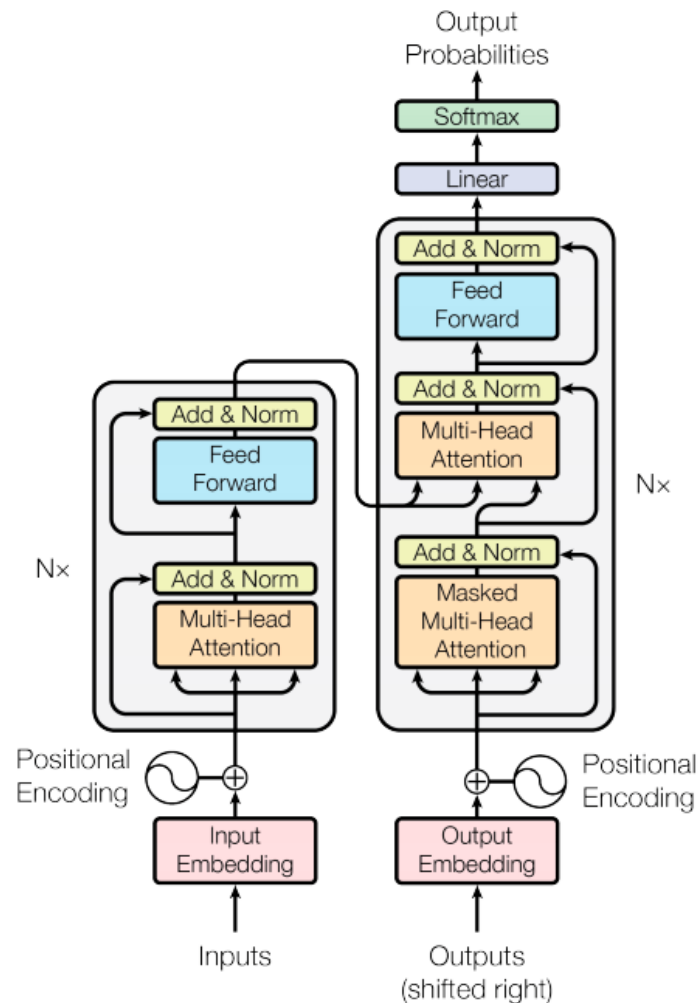 Output
Probabilities
Softmax
Linear
Add & Norm
Feed
Forward
Add & Norm
Multi-Head
Attention
Add & Norm
Masked
Multi-Head
Attention
Nx
Add & Norm
Feed
Forward
Add & Norm
Multi-Head
Attention
Nx
Positional
Encoding
Positional
Encoding
Input
Embedding
Output
Embedding
Inputs
Outputs
(shifted right)